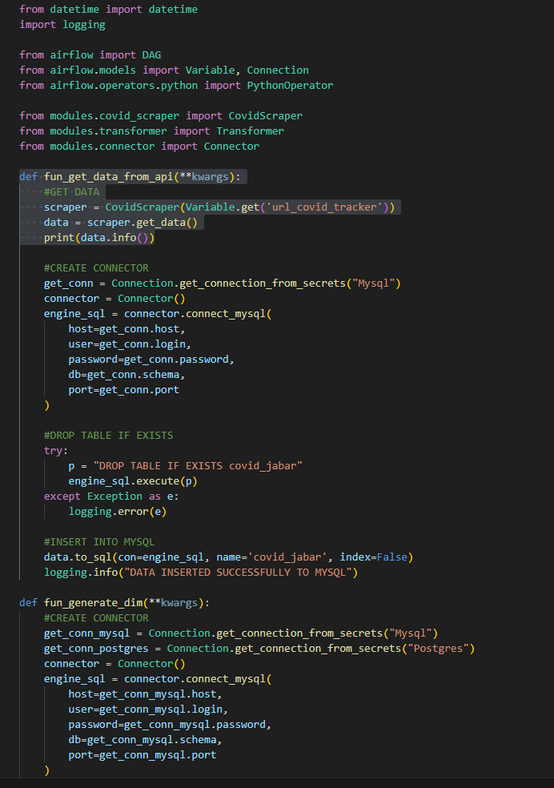 from datetime import datetime
import logging
from airflow import DAG
from airflow.models import Variable, Connection
from airflow.operators.python import PythonOperator
from modules.covid_scraper import CovidScraper
from modules.transformer import Transformer
from modules.connector import Connector
def fun_get_data_from_api(**kwargs):
    #GET DATA
    scraper = CovidScraper(Variable.get('url_covid_tracker'))
    data = scraper.get_data()
    print(data.info())
    #CREATE CONNECTOR
    get_conn = Connection.get_connection_from_secrets("Mysql")
    connector = Connector()
    engine_sql = connector.connect_mysql(
        host=get_conn.host,
        user=get_conn.login,
        password=get_conn.password,
        db=get_conn.schema,
        port=get_conn.port
    )
    #DROP TABLE IF EXISTS
    try:
        p = "DROP TABLE IF EXISTS covid_jabar"
        engine_sql.execute(p)
    except Exception as e:
        logging.error(e)
    #INSERT INTO MYSQL
    data.to_sql(con=engine_sql, name='covid_jabar', index=False)
    logging.info("DATA INSERTED SUCCESSFULLY TO MYSQL")
def fun_generate_dim(**kwargs):
    #CREATE CONNECTOR
    get_conn_mysql = Connection.get_connection_from_secrets("Mysql")
    get_conn_postgres = Connection.get_connection_from_secrets("Postgres")
    connector = Connector()
    engine_sql = connector.connect_mysql(
        host=get_conn_mysql.host,
        user=get_conn_mysql.login,
        password=get_conn_mysql.password,
        db=get_conn_mysql.schema,
        port=get_conn_mysql.port
    )